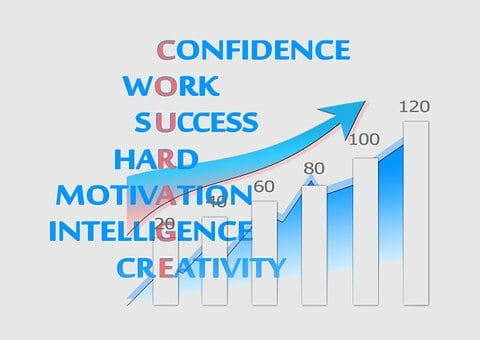 CONFIDENCE
WORK
SUCCESS
HARD
MOTIVATION
INTELLIGENCE
CREATIVITY
20
40
60
80
100
120